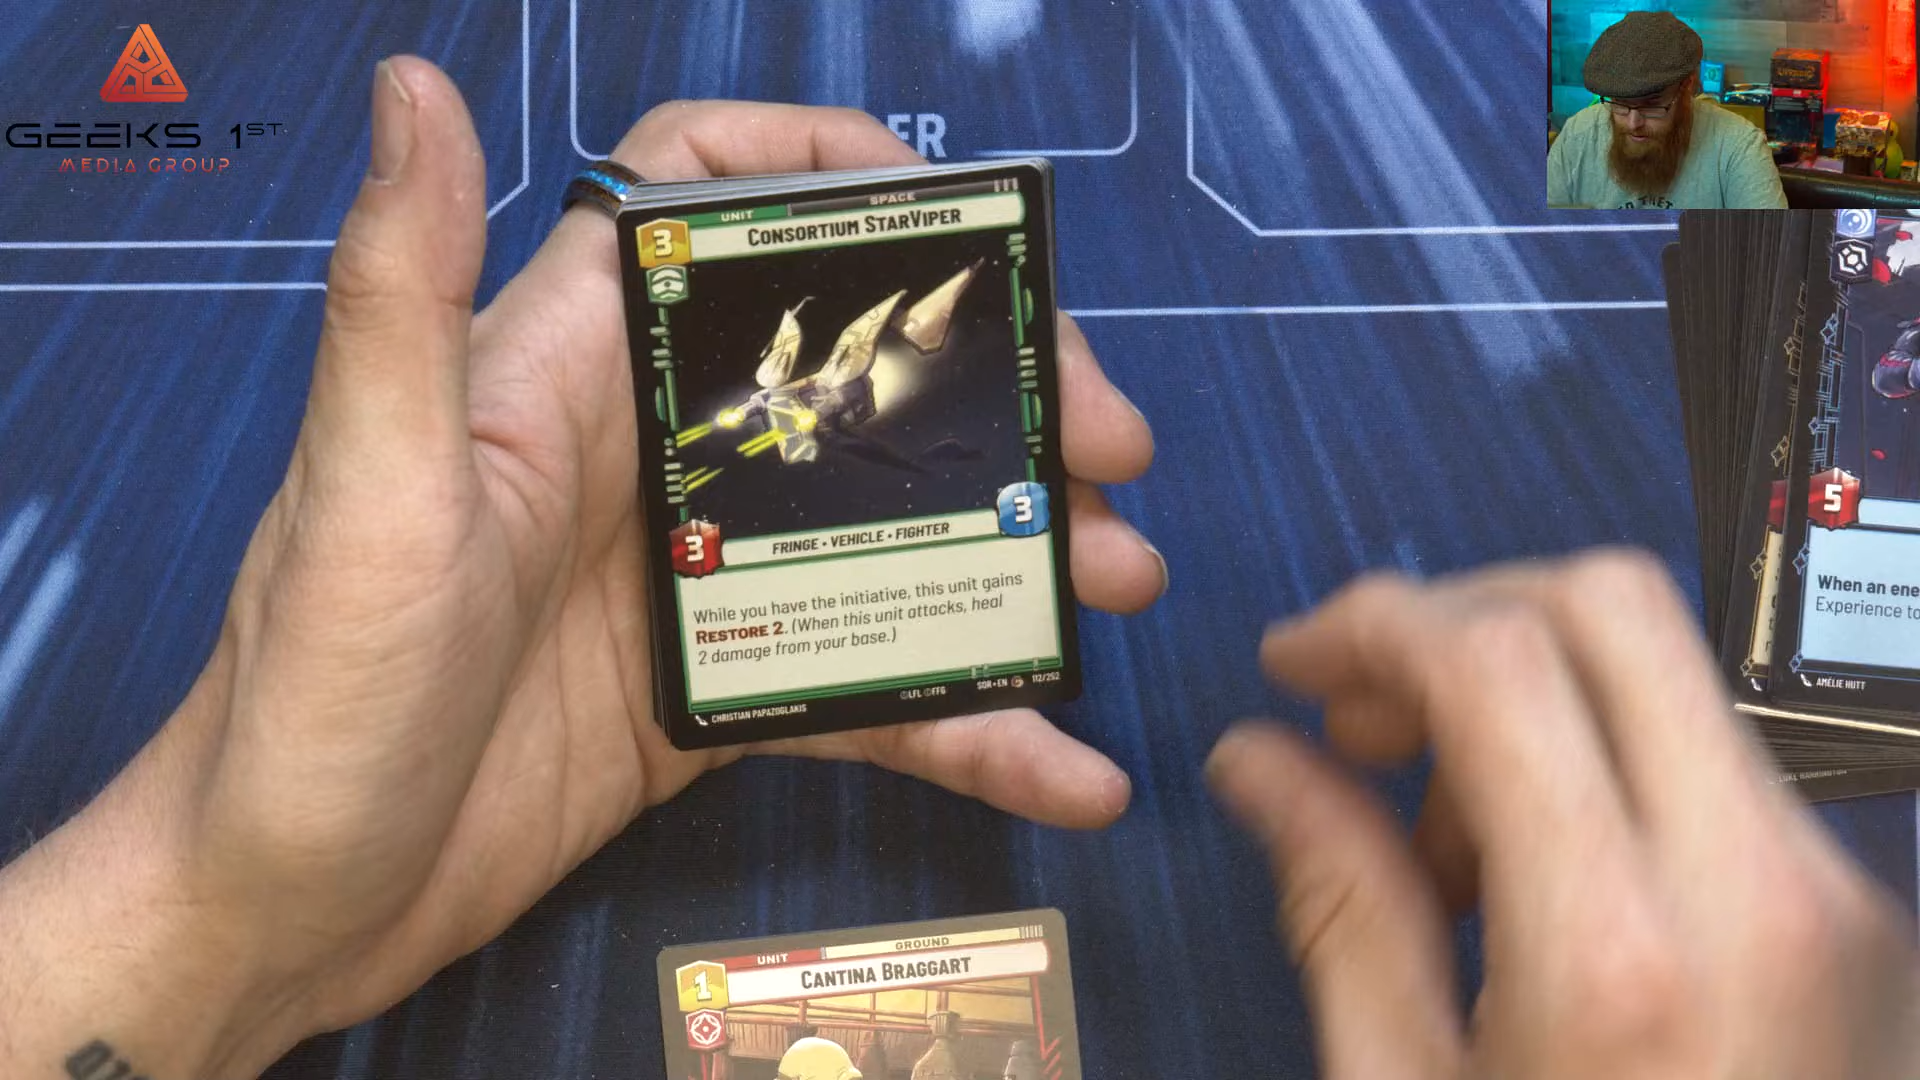 GEEKS 1ST
MEDIA GROUP
ER
UNIT
SPACE
3
CONSORTIUM STARVIPER
3
3
FRINGE • VEHICLE • FIGHTER
While you have the initiative, this unit gains
RESTORE 2. (When this unit attacks, heal
2 damage from your base.)
©LFL ©FFG
SOR • EN
112/252
CHRISTIAN PAPAZOGLAKIS
UNIT
GROUND
1
CANTINA BRAGGART
5
When an ene
Experience to
AMÉLIE HUTT
LUKE HARRINGTON